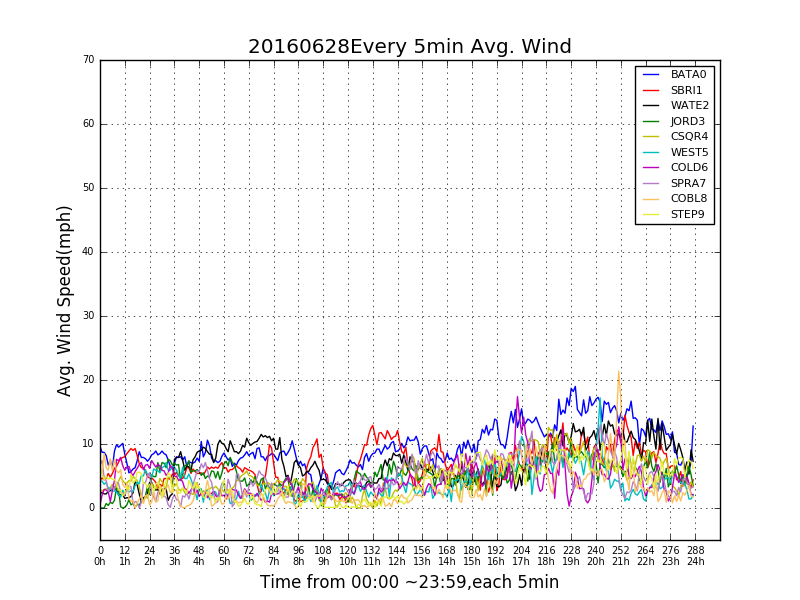 20160628Every 5min Avg. Wind
Avg. Wind Speed(mph)
70
60
50
40
30
20
10
0
BATA0
SBRI1
WATE2
JORD3
CSQR4
WEST5
COLD6
SPRA7
COBL8
STEP9
0 12 24 36 48 60 72 84 96 108 120 132 144 156 168 180 192 204 216 228 240 252 264 276 288
0h 1h 2h 3h 4h 5h 6h 7h 8h 9h 10h 11h 12h 13h 14h 15h 16h 17h 18h 19h 20h 21h 22h 23h 24h
Time from 00:00 ~23:59,each 5min